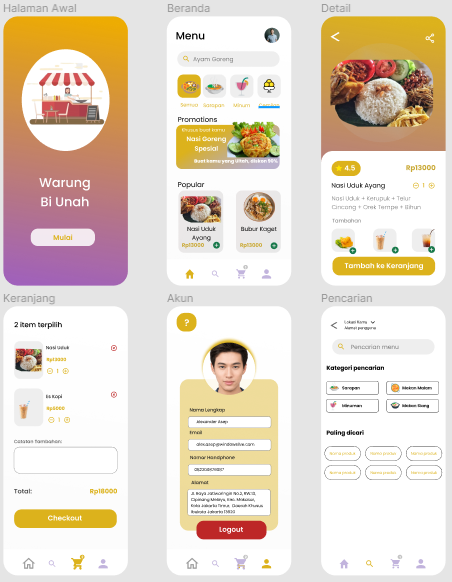 Halaman Awal
Warung
Bi Unah
Mulai
Beranda
Menu
Ayam Goreng
Semua
Sarapan
Minum
Promotions
Khusus buat kamu
Nasi Goreng
Spesial
Buat kamu yang
diskon 50%
Popular
Nasi Uduk
Ayang
Rp13000
Bubur Kaget
Rp13000
Detail
4.5
Rp13000
Nasi Uduk Ayang
1
Nasi Uduk + Kerupuk + Telur
Cincang + Orek Tempe + Bihun
Tambahan
Tambah ke Keranjang
Keranjang
2 item terpilih
Nasi Uduk
Rp13000
1
Es Kopi
Rp5000
1
Catatan Tambahan:
Total:
Rp18000
Checkout
Akun
?
Nama Lengkap
Alexander Asep
Email
alexasep@windowslive.com
Nomor Handphone
Alamat
Jl. Raya Jatiwaringin No.2, RW.13,
Cipinang Melayu, Kec. Makasar,
Kota Jakarta Timur, Daerah Khusus
Ibukota Jakarta 13620
Logout
Pencarian
Lokasi Kamu
Alamat pengguna
Pencarian menu
Kategori pencarian
Sarapan
Makan Malam
Minuman
Makan Siang
Paling dicari
Nama produk
Nama produk
Nama produk
Nama produk
Nama produk
Nama produk